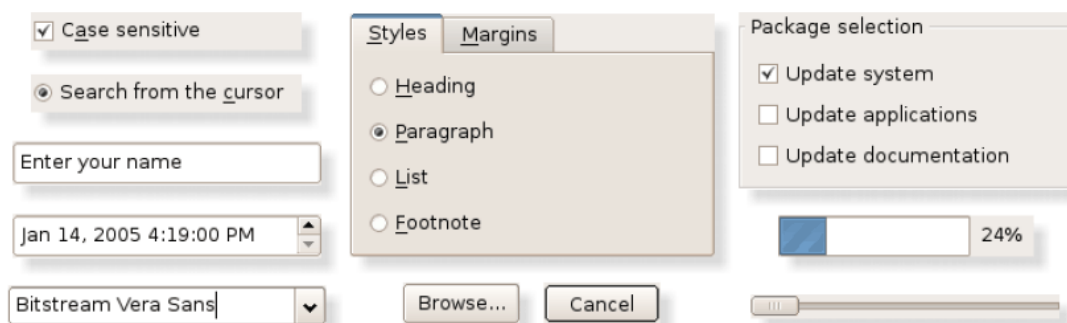 Case sensitive
Search from the cursor
Enter your name
Jan 14, 2005 4:19:00 PM
Bitstream Vera Sans
Styles Margins
Heading
Paragraph
List
Footnote
Browse... Cancel
Package selection
Update system
Update applications
Update documentation
24%